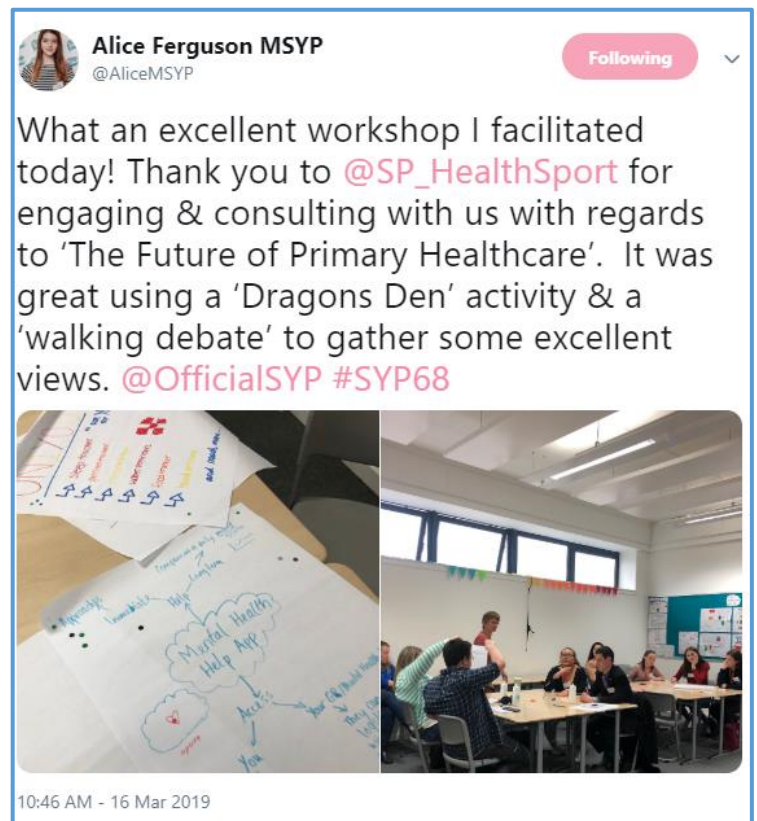 Alice Ferguson MSYP
@AliceMSYP
Following
What an excellent workshop I facilitated
today! Thank you to @SP_HealthSport for
engaging & consulting with us with regards
to ‘The Future of Primary Healthcare’.  It was
great using a ‘Dragons Den’ activity & a
‘walking debate’ to gather some excellent
views. @OfficialSYP #SYP68
Immediate
Help
Mental Health
Help App
Access
You
10:46 AM - 16 Mar 2019